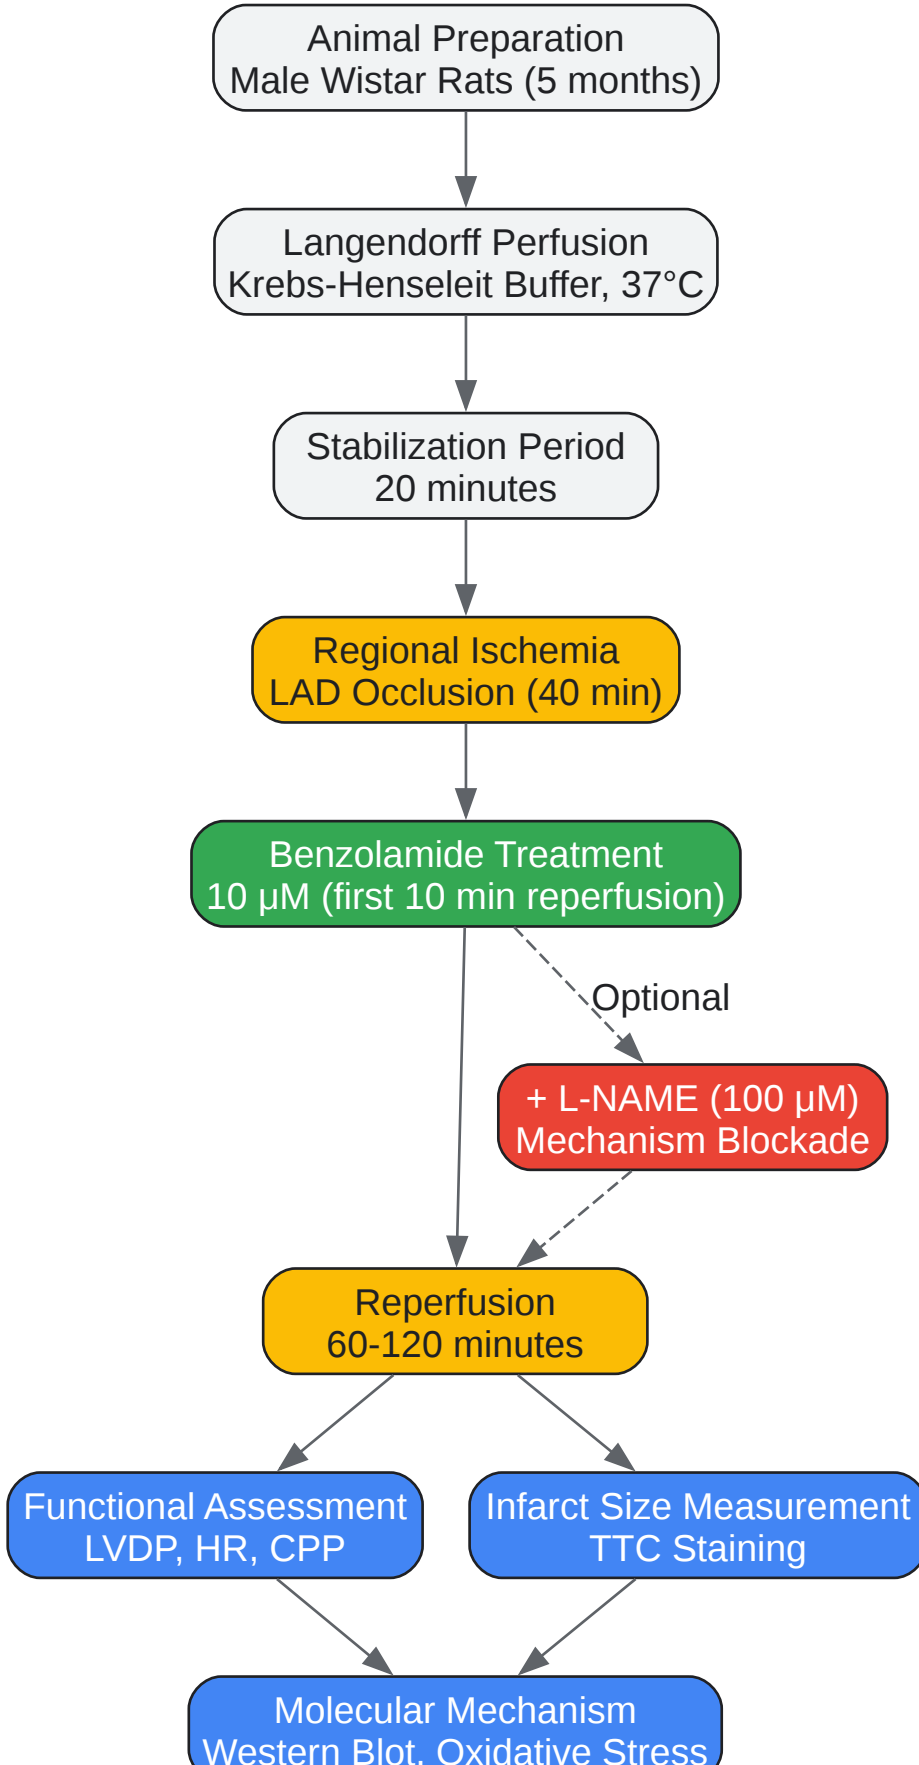 Animal Preparation
Male Wistar Rats (5 months)
Langendorff Perfusion
Krebs-Henseleit Buffer, 37°C
Stabilization Period
20 minutes
Regional Ischemia
LAD Occlusion (40 min)
Benzolamide Treatment
10 μM (first 10 min reperfusion)
Optional
+ L-NAME (100 μM)
Mechanism Blockade
Reperfusion
60-120 minutes
Functional Assessment
LVDP, HR, CPP
Infarct Size Measurement
TTC Staining
Molecular Mechanism
Western Blot, Oxidative Stress